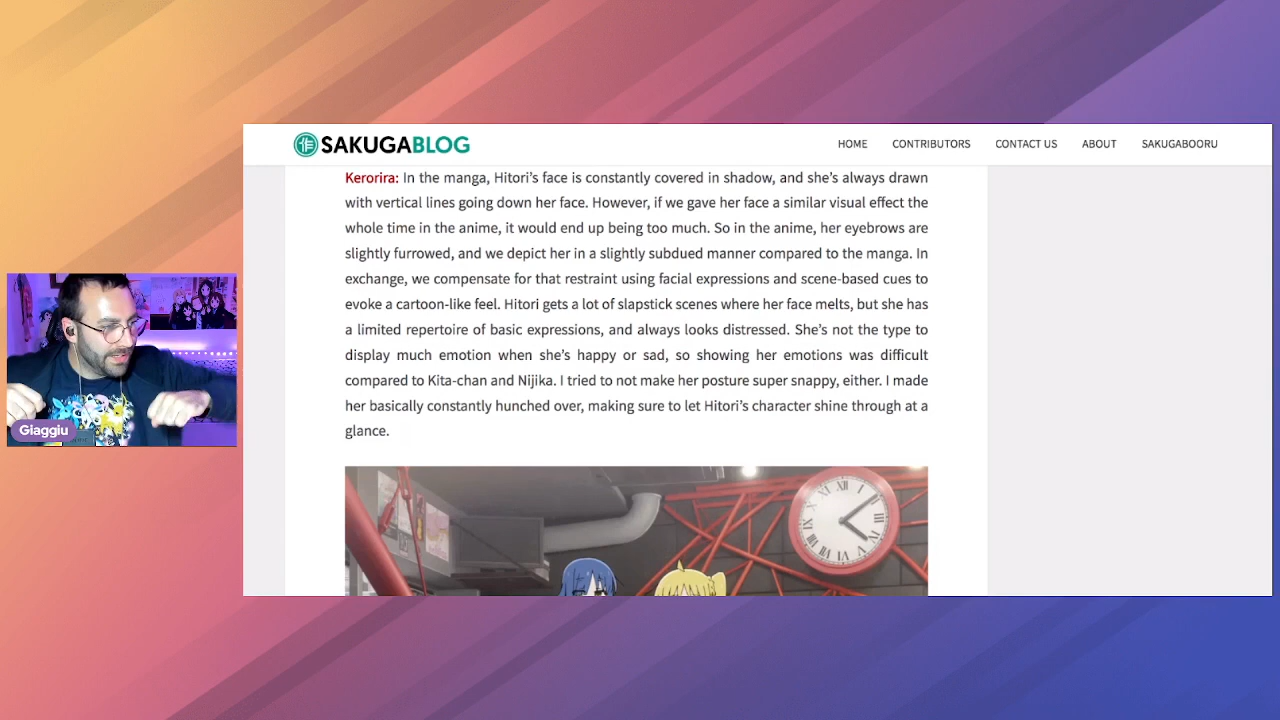 SAKUGABLOG
HOME CONTRIBUTORS CONTACT US ABOUT SAKUGABOORU
Kerorira: In the manga, Hitori’s face is constantly covered in shadow, and she’s always drawn
with vertical lines going down her face. However, if we gave her face a similar visual effect the
whole time in the anime, it would end up being too much. So in the anime, her eyebrows are
slightly furrowed, and we depict her in a slightly subdued manner compared to the manga. In
exchange, we compensate for that restraint using facial expressions and scene-based cues to
evoke a cartoon-like feel. Hitori gets a lot of slapstick scenes where her face melts, but she has
a limited repertoire of basic expressions, and always looks distressed. She’s not the type to
display much emotion when she’s happy or sad, so showing her emotions was difficult
compared to Kita-chan and Nijika. I tried to not make her posture super snappy, either. I made
her basically constantly hunched over, making sure to let Hitori’s character shine through at a
glance.
Giaggiu